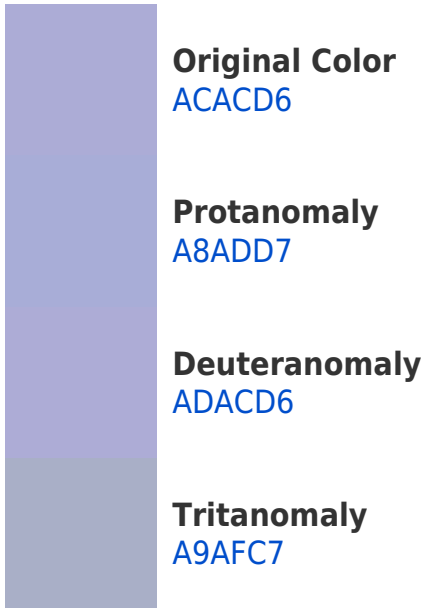 Original Color
ACACD6
Protanomaly
A8ADD7
Deuteranomaly
ADACD6
Tritanomaly
A9AFC7